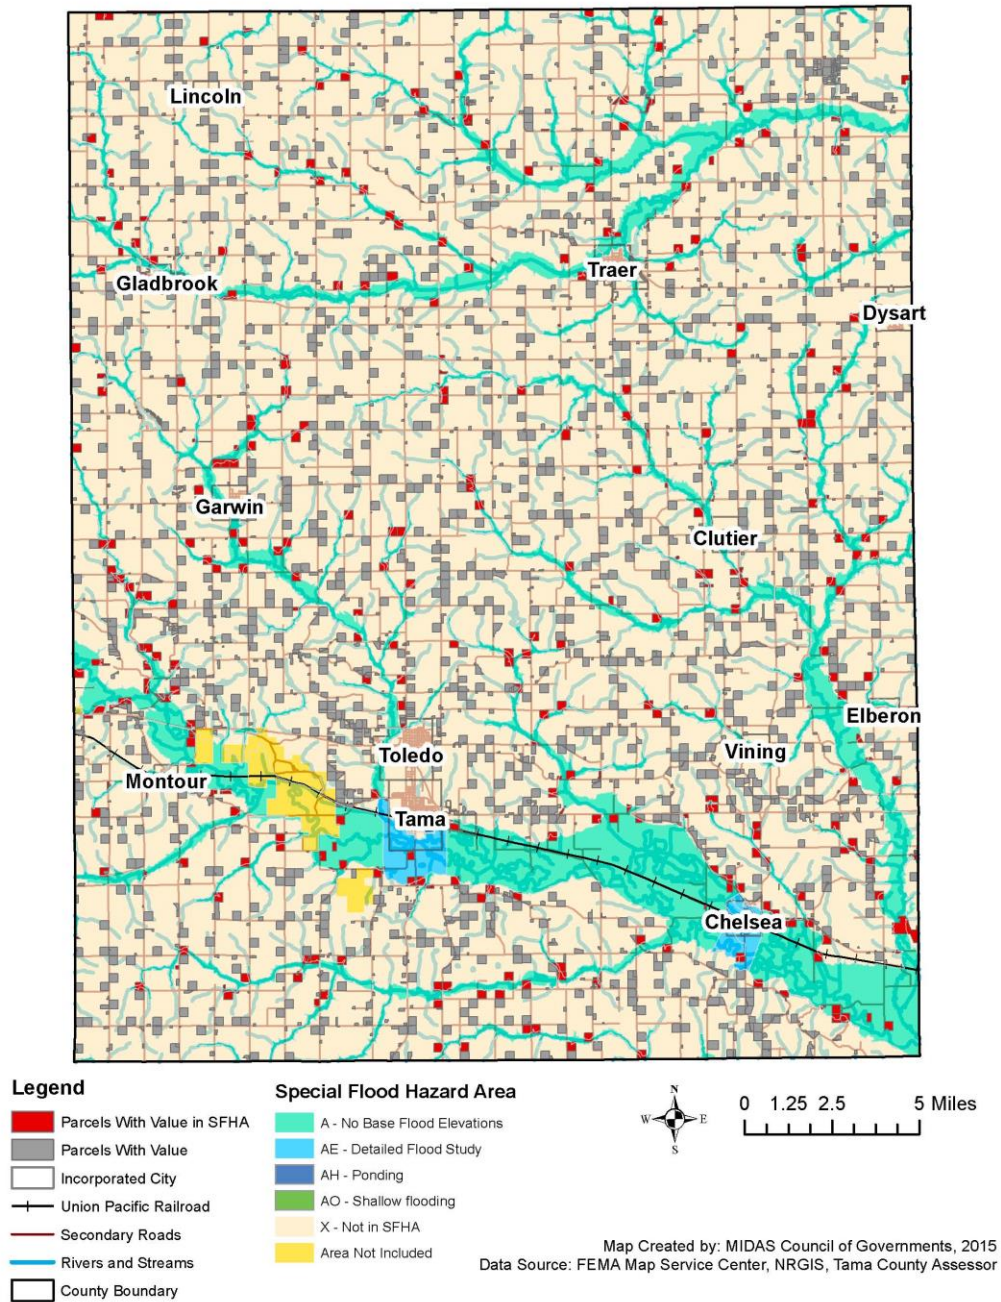 Lincoln
Gladbrook
Traer
Dysart
Garwin
Clutier
Elberon
Vining
Toledo
Montour
Tama
Chelsea
Legend
Parcels With Value in SFHA
Parcels With Value
Incorporated City
Union Pacific Railroad
Secondary Roads
Rivers and Streams
County Boundary
Special Flood Hazard Area
A - No Base Flood Elevations
AE - Detailed Flood Study
AH - Ponding
AO - Shallow flooding
X - Not in SFHA
Area Not Included
N
W E
S
0 1.25 2.5 5 Miles
Map Created by: MIDAS Council of Governments, 2015
Data Source: FEMA Map Service Center, NRGIS, Tama County Assessor